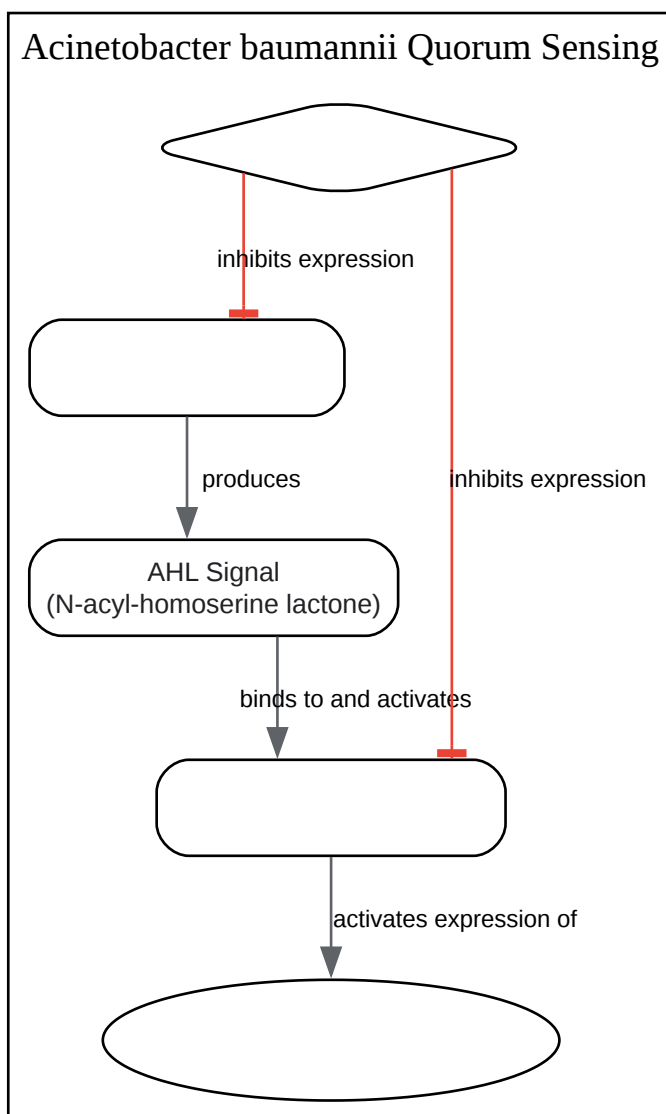 Acinetobacter baumannii Quorum Sensing
inhibits expression
produces
inhibits expression
AHL Signal
(N-acyl-homoserine lactone)
binds to and activates
activates expression of